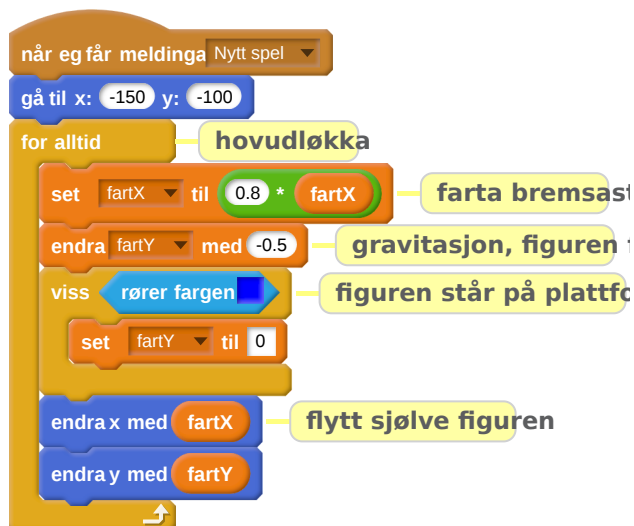 når eg får meldinga Nytt spel
gå til x: -150 y: -100
for alltid hovudløkka
set fartX til 0.8 * fartX farta bremsast
endra fartY med -0.5 gravitasjon, figuren
viss rører fargen figuren står på
set fartY til 0
endra x med fartX flytt sjølve figuren
endra y med fartY